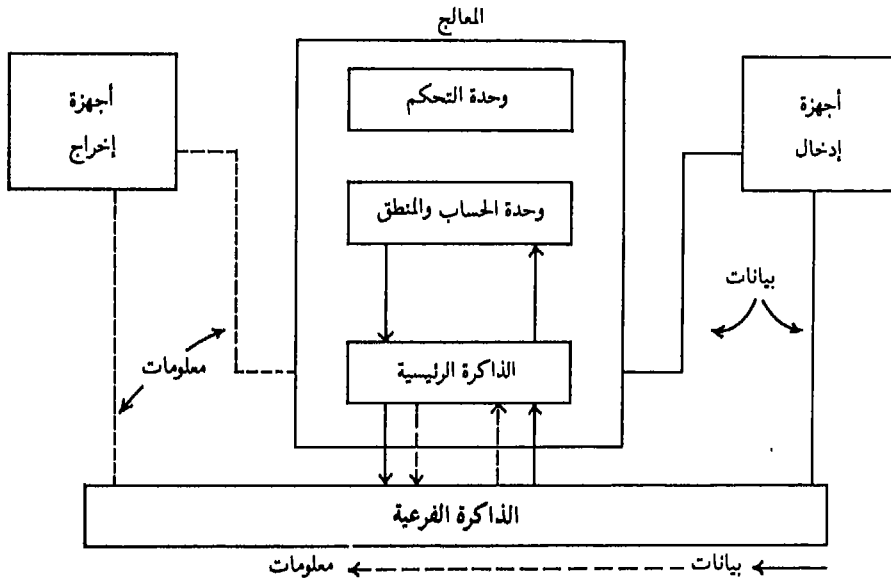 المعالج
أجهزة
إدخال
وحدة التحكم
أجهزة
إخراج
وحدة الحساب والمنطق
بيانات
الذاكرة الرئيسية
معلومات
الذاكرة الفرعية
بيانات
معلومات